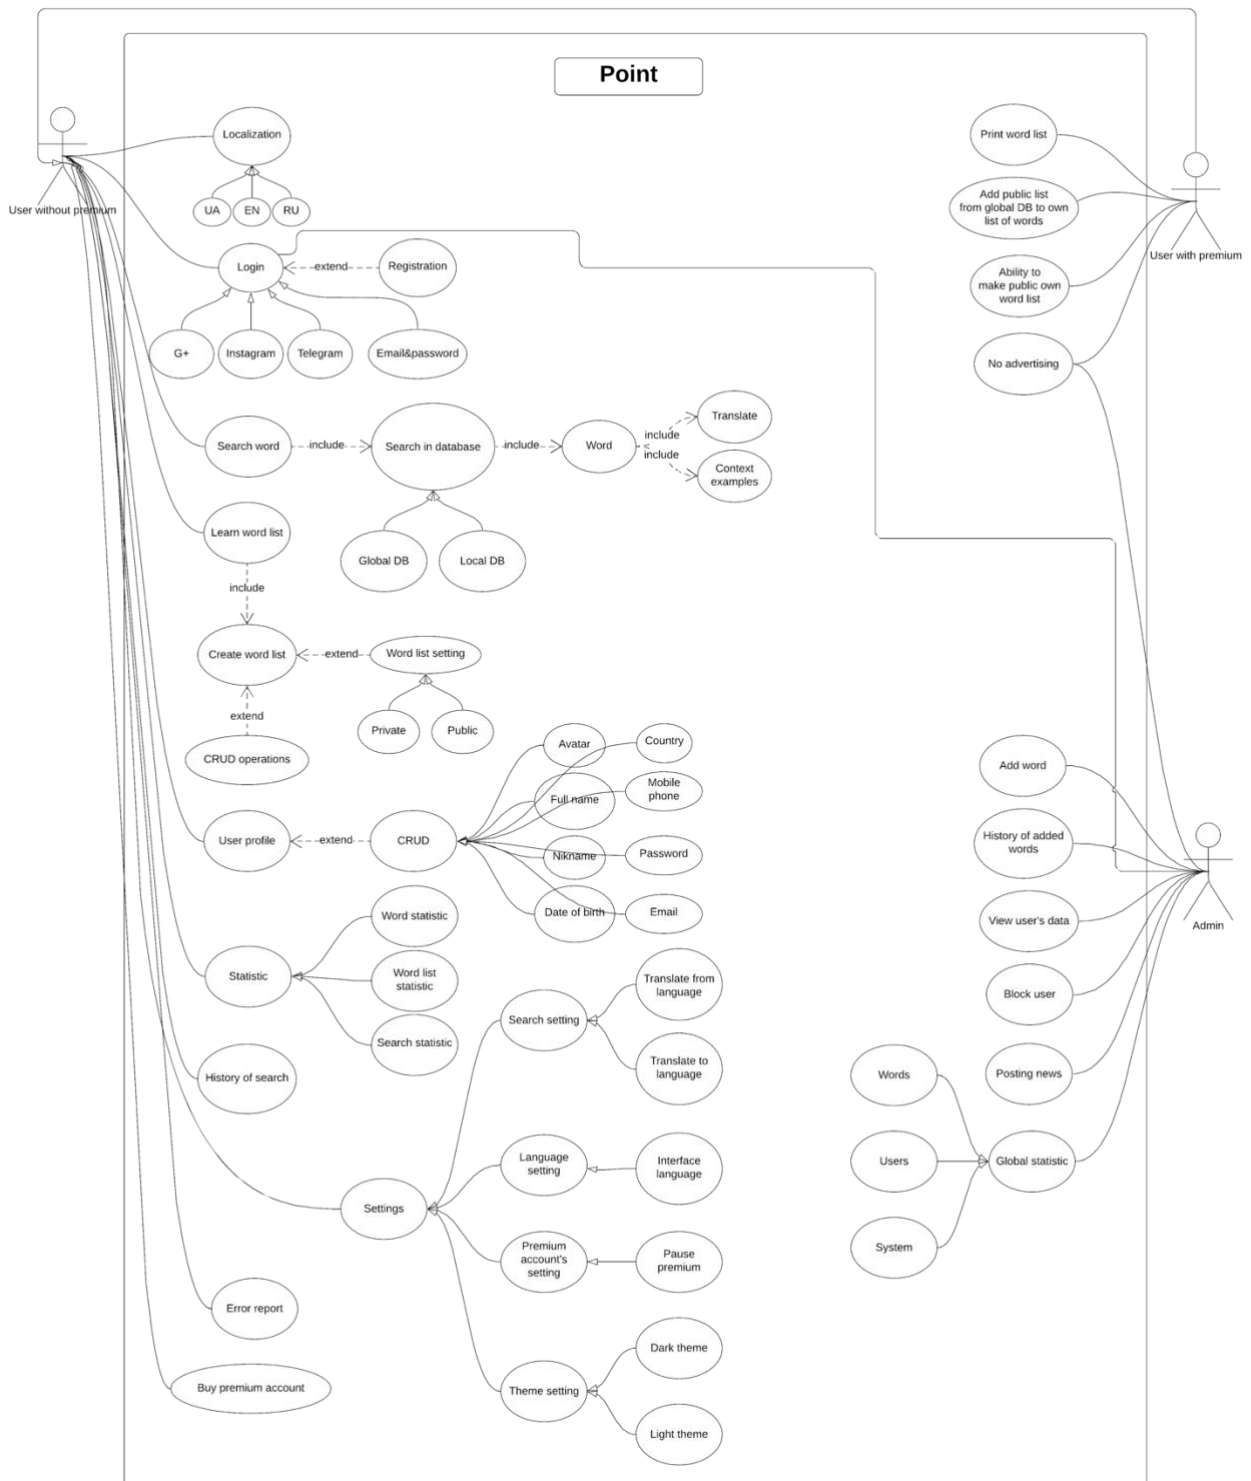 Point
Localization
UA
EN
RU
User without premium
Login
extend
Registration
G+
Instagram
Telegram
Email&password
Print word list
Add public list
from global DB to own
list of words
User with premium
Ability to
make public own
word list
No advertising
Search word
include
Search in database
include
Word
include
include
Translate
Context
examples
Learn word list
Global DB
Local DB
include
Create word list
extend
Word list setting
Private
Public
extend
CRUD operations
User profile
extend
CRUD
Avatar
Country
Full name
Mobile
phone
Nikname
Password
Date of birth
Email
Add word
History of added
words
View user's data
Admin
Block user
Posting news
Global statistic
Words
Users
System
Statistic
Word statistic
Word list
statistic
Search statistic
History of search
Settings
Search setting
Translate from
language
Translate to
language
Language
setting
Interface
language
Premium
account's
setting
Pause
premium
Theme setting
Dark theme
Light theme
Error report
Buy premium account